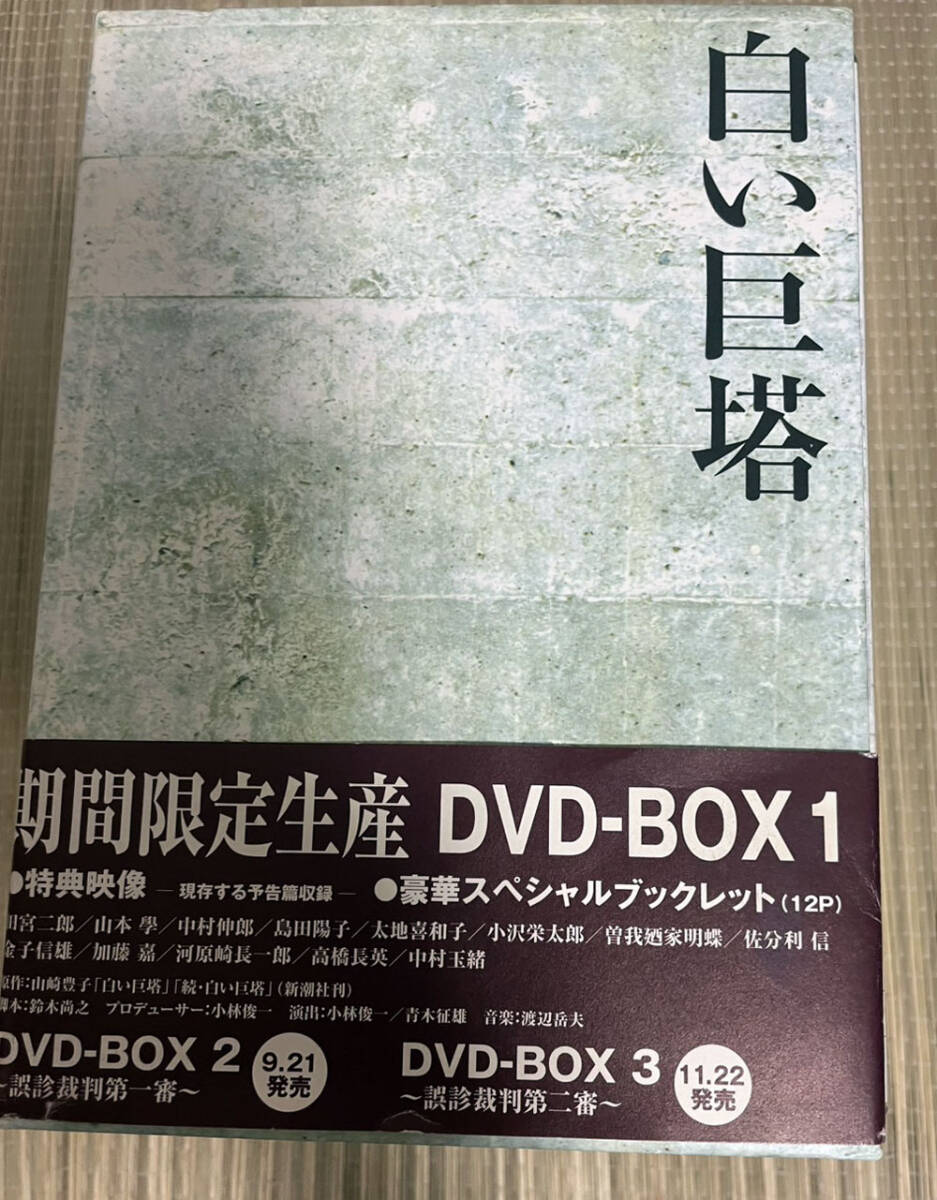 白い巨塔
期間限定生産 DVD-BOX 1
●特典映像 ─ 現存する予告篇収録 ─ ●豪華スペシャルブックレット(12P)
田宮二郎／山本 學／中村伸郎／島田陽子／太地喜和子／小沢栄太郎／曽我廼家明蝶／佐分利 信
金子信雄／加藤 嘉／河原崎長一郎／高橋長英／中村玉緒
原作:山崎豊子「白い巨塔」「続・白い巨塔」(新潮社刊)
脚本:鈴木尚之 プロデューサー:小林俊一 演出:小林俊一／青木征雄 音楽:渡辺岳夫
DVD-BOX 2 9.21 発売
～誤診裁判第一審～
DVD-BOX 3 11.22 発売
～誤診裁判第二審～